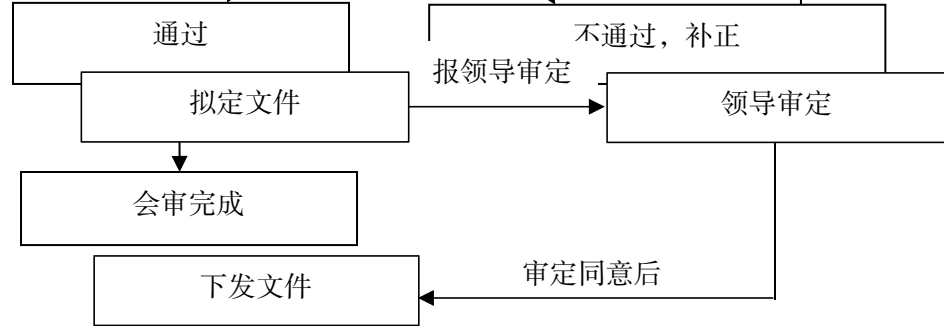 通过
不通过，补正
报领导审定
拟定文件
领导审定
会审完成
审定同意后
下发文件